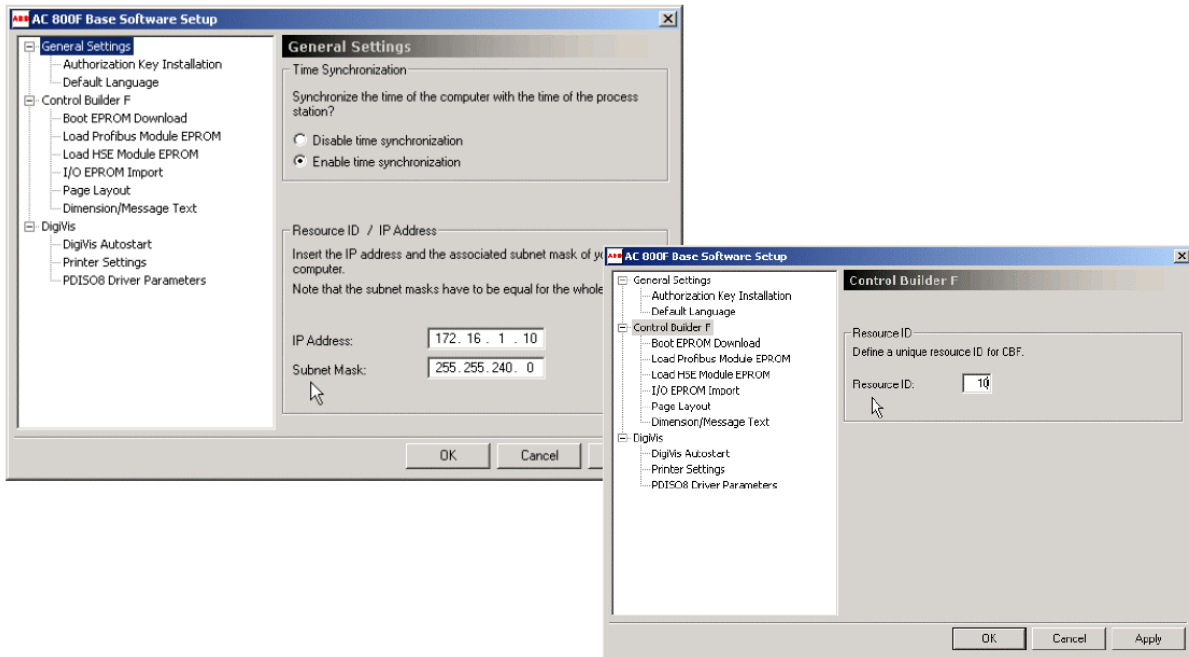 ABB AC 800F Base Software Setup
General Settings
Authorization Key Installation
Default Language
Control Builder F
Boot EPROM Download
Load Profibus Module EPROM
Load HSE Module EPROM
I/O EPROM Import
Page Layout
Dimension/Message Text
DigiVis
DigiVis Autostart
Printer Settings
PDISO8 Driver Parameters
General Settings
Time Synchronization
Synchronize the time of the computer with the time of the process
station?
Disable time synchronization
Enable time synchronization
Resource ID / IP Address
Insert the IP address and the associated subnet mask of
computer.
Note that the subnet masks have to be equal for the whole
IP Address: 172. 16 . 1 . 10
Subnet Mask: 255.255.240. 0
OK Cancel
ABB AC 800F Base Software Setup
General Settings
Authorization Key Installation
Default Language
Control Builder F
Boot EPROM Download
Load Profibus Module EPROM
Load HSE Module EPROM
I/O EPROM Import
Page Layout
Dimension/Message Text
DigiVis
DigiVis Autostart
Printer Settings
PDISO8 Driver Parameters
Control Builder F
Resource ID
Define a unique resource ID for CBF.
Resource ID: 10
OK Cancel Apply